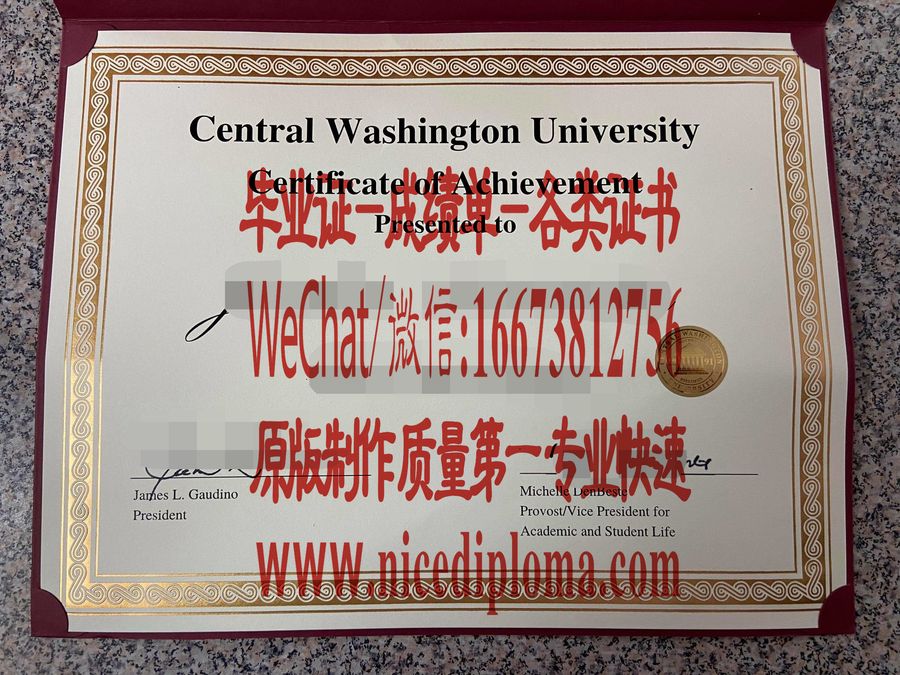 Central Washington University
Certificate of Achievement
毕业证-成绩单-各类证书
Presented to
WeChat/微信:16673812756
原版制作质量第一专业快速
James L. Gaudino
President
Michelle DenBeste
Provost/Vice President for
Academic and Student Life
www.nicediploma.com